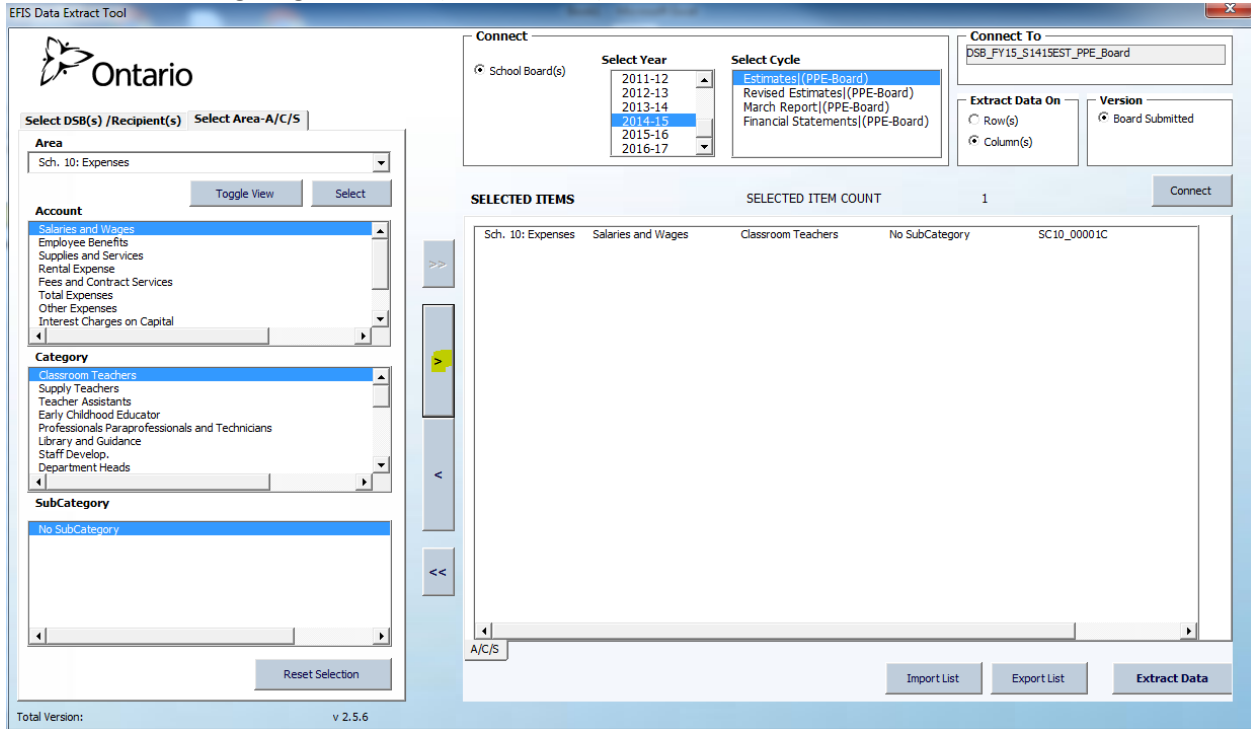 EFIS Data Extract Tool
Ontario
Select DSB(s) /Recipient(s)
Select Area-A/C/S
Area
Sch. 10: Expenses
Toggle View
Select
Account
Salaries and Wages
Employee Benefits
Supplies and Services
Rental Expense
Fees and Contract Services
Total Expenses
Other Expenses
Interest Charges on Capital
Category
Classroom Teachers
Supply Teachers
Teacher Assistants
Early Childhood Educator
Professionals Paraprofessionals and Technicians
Library and Guidance
Staff Develop.
Department Heads
SubCategory
No SubCategory
Reset Selection
Total Version:
v 2.5.6
>>
>
<
<<
Connect
School Board(s)
Select Year
2011-12
2012-13
2013-14
2014-15
2015-16
2016-17
Select Cycle
Estimates|(PPE-Board)
Revised Estimates|(PPE-Board)
March Report|(PPE-Board)
Financial Statements|(PPE-Board)
Connect To
DSB_FY15_S1415EST_PPE_Board
Extract Data On
Row(s)
Column(s)
Version
Board Submitted
Connect
SELECTED ITEMS
SELECTED ITEM COUNT 1
Sch. 10: Expenses Salaries and Wages Classroom Teachers No SubCategory SC10_00001C
A/C/S
Import List
Export List
Extract Data